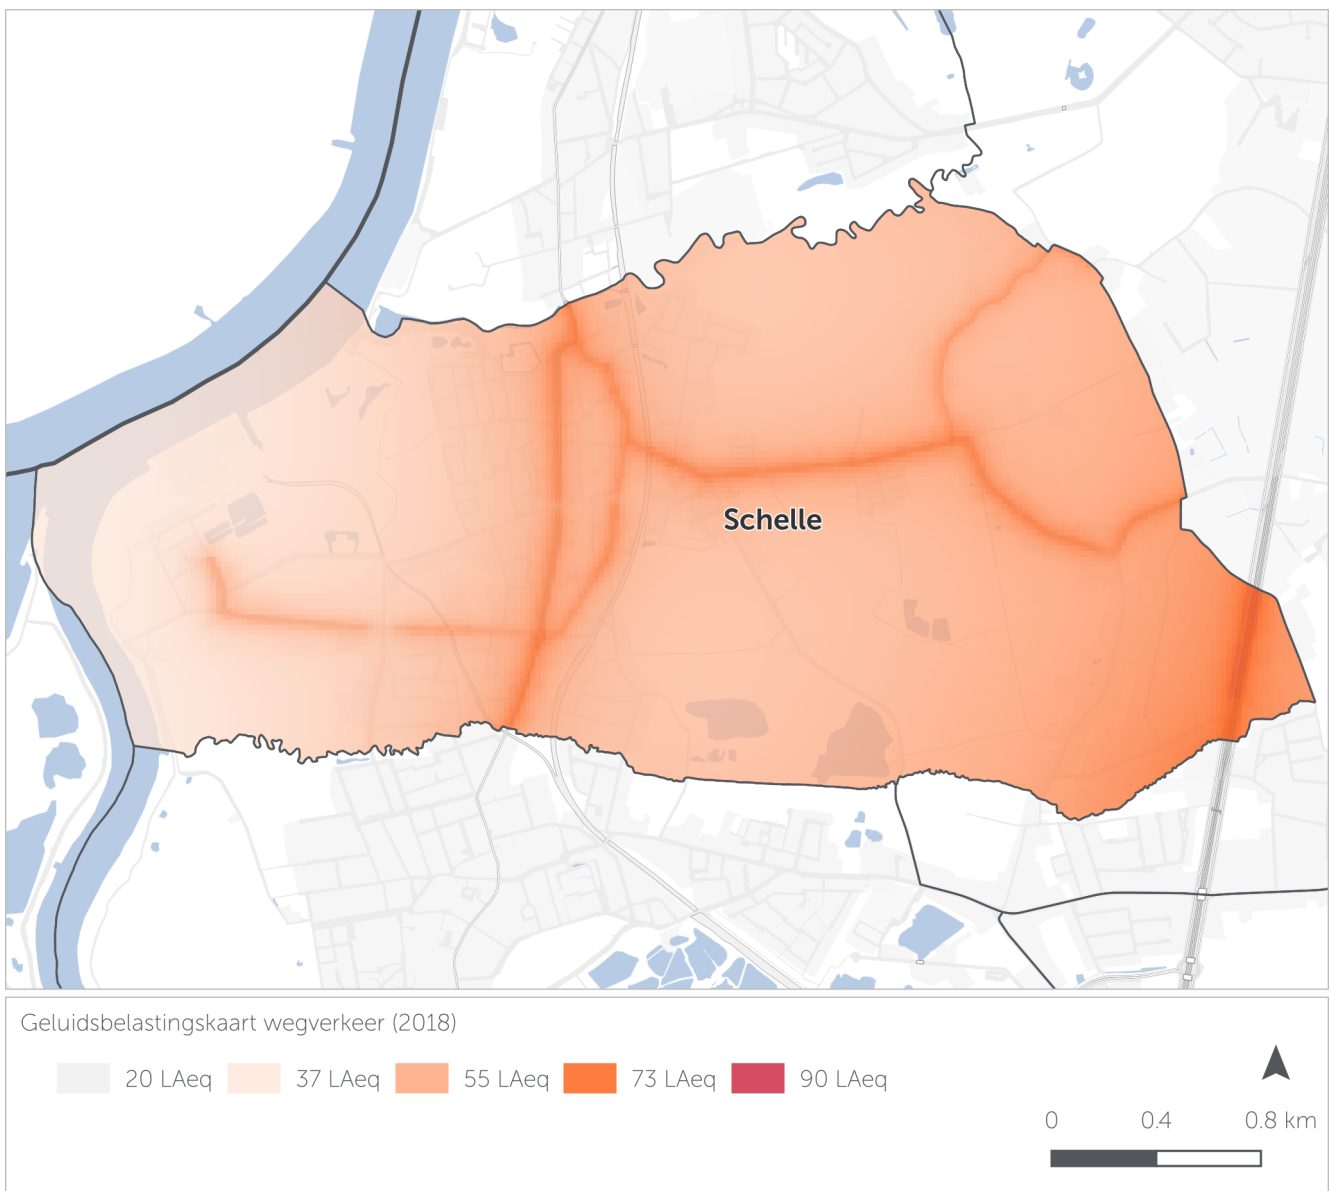 Schelle
Geluidsbelastingskaart wegverkeer (2018)
20 LAeq 37 LAeq 55 LAeq 73 LAeq 90 LAeq
0 0.4 0.8 km